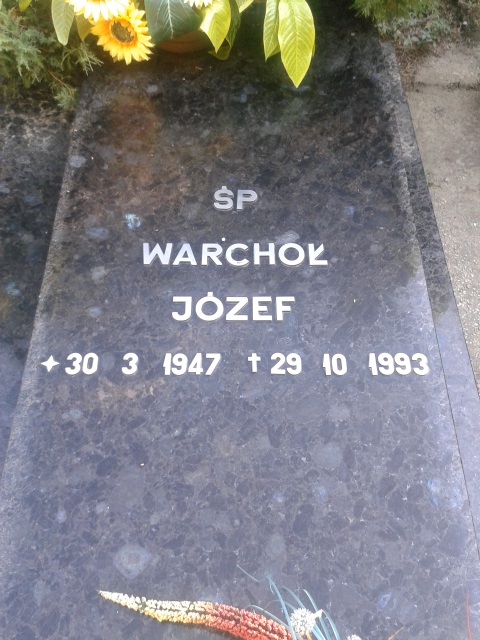 ŚP
WARCHOŁ
JÓZEF
✦30 3 1947 ✝29 10 1993